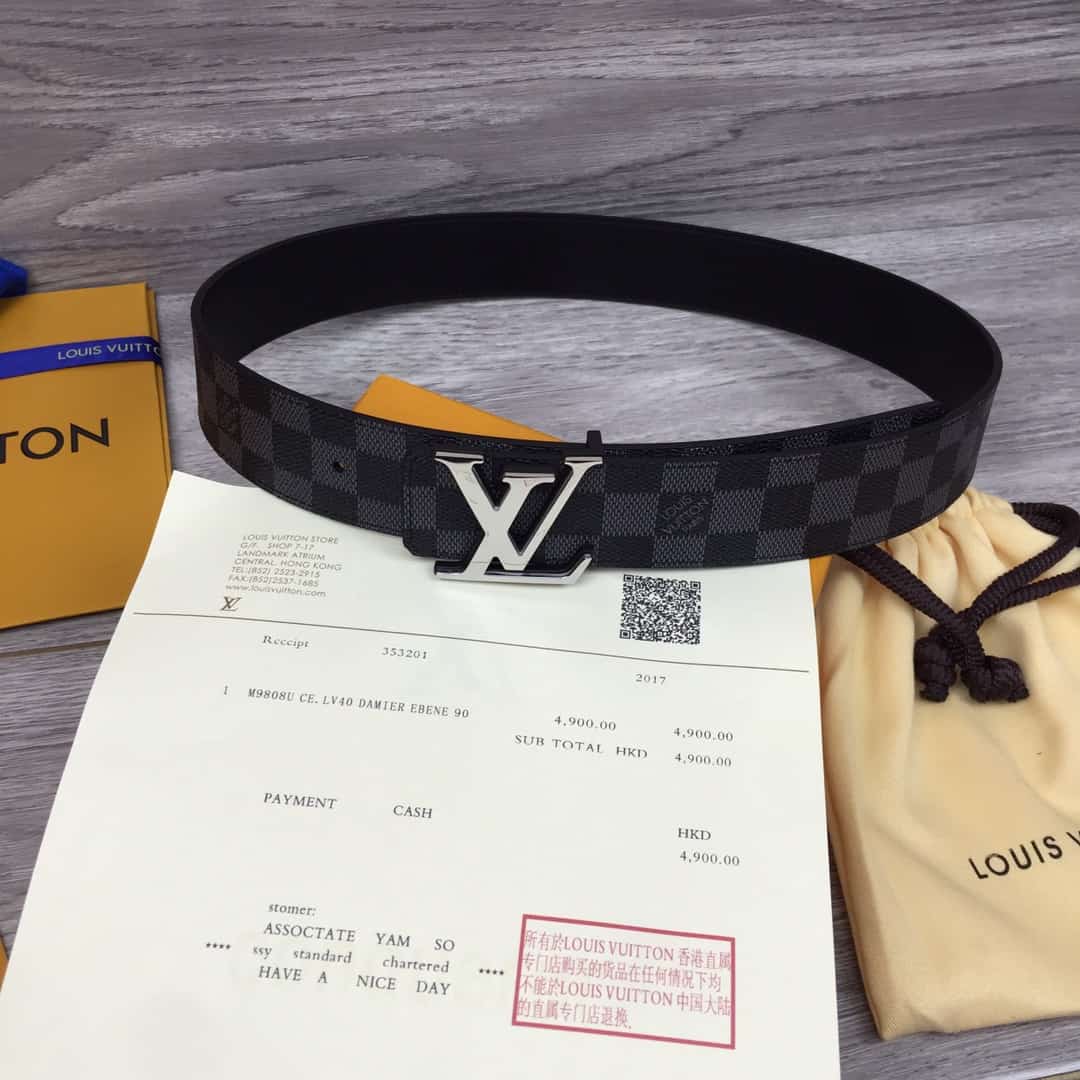 LOUIS VUITT
TON
LOUIS VUITTON STORE
G/F. SHOP 7-17
LANDMARK ATRIUM
CENTRAL. HONG KONG
TEL:(852) 2523-2915
FAX:(852)2537-1685
www.louisvuitton.com
LV
LV
Rcccipt 353201
2017
1 M9808U CE. LV40 DAMIER EBENE 90 4,900.00 4,900.00
SUB TOTAL HKD 4,900.00
PAYMENT CASH
HKD
4,900.00
stomer:
ASSOCTATE YAM SO
**** ssy standard chartered ****
HAVE A NICE DAY
所有於LOUIS VUITTON 香港直属
专门店购买的货品在任何情况下均
不能於LOUIS VUITTON 中国大陆
的直属专门店退换.
LOUIS V
LOUIS
VUITTON